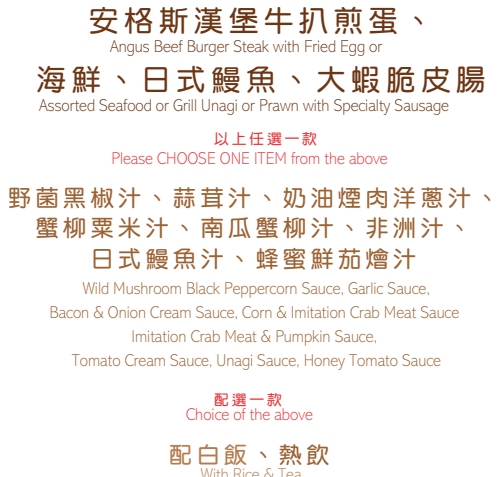 安格斯漢堡牛扒煎蛋、
Angus Beef Burger Steak with Fried Egg or
海鮮、日式鰻魚、大蝦脆皮腸
Assorted Seafood or Grill Unagi or Prawn with Specialty Sausage
以上任選一款
Please CHOOSE ONE ITEM from the above
野菌黑椒汁、蒜茸汁、奶油煙肉洋蔥汁、
蟹柳粟米汁、南瓜蟹柳汁、非洲汁、
日式鰻魚汁、蜂蜜鮮茄燴汁
Wild Mushroom Black Peppercorn Sauce, Garlic Sauce,
Bacon & Onion Cream Sauce, Corn & Imitation Crab Meat Sauce
Imitation Crab Meat & Pumpkin Sauce,
Tomato Cream Sauce, Unagi Sauce, Honey Tomato Sauce
配選一款
Choice of the above
配白飯、熱飲
With Rice & Tea